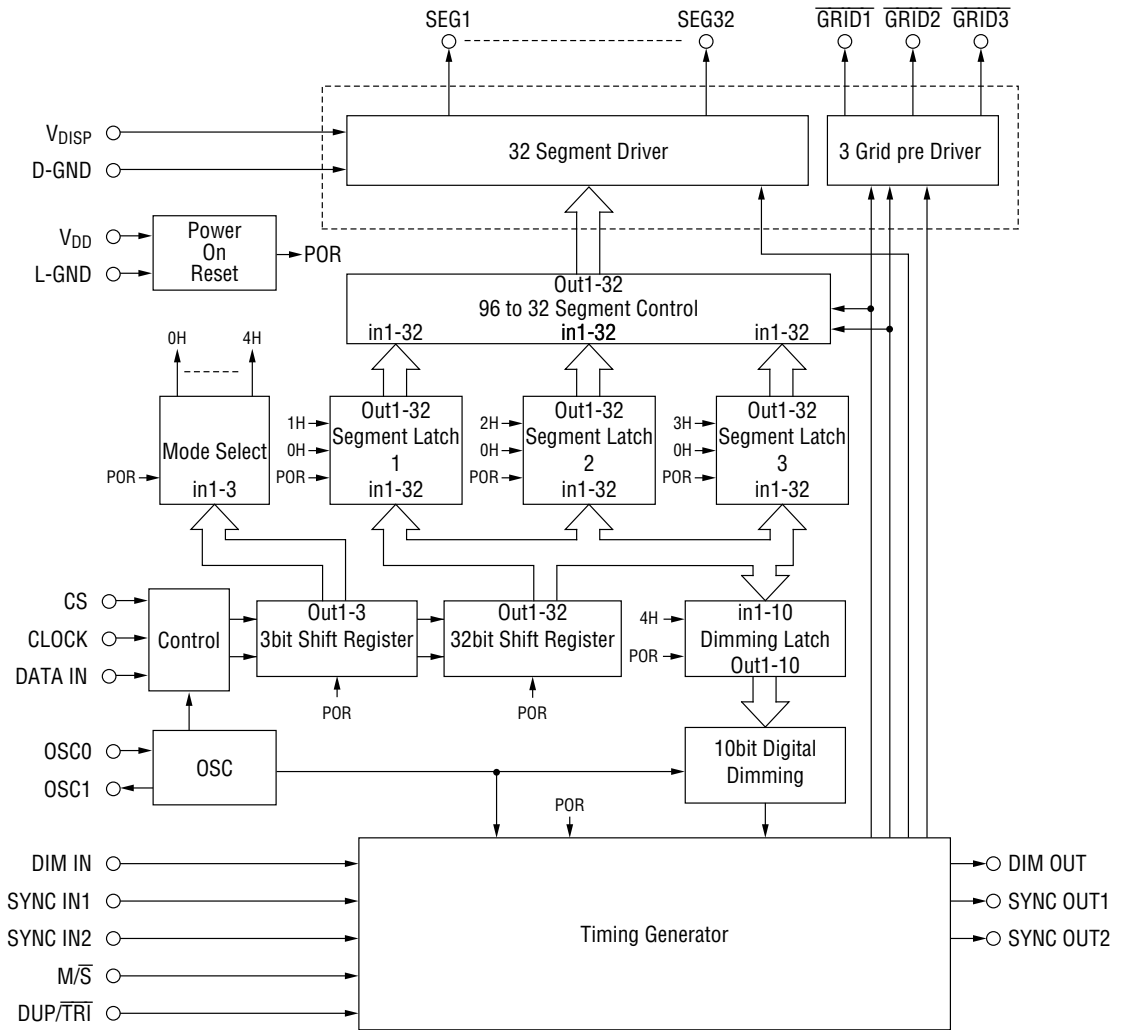 SEG1 SEG32 GRID1 GRID2 GRID3
VDISP
D-GND
32 Segment Driver
3 Grid pre Driver
VDD
L-GND
Power
On
Reset
POR
Out1-32
96 to 32 Segment Control
in1-32 in1-32 in1-32
0H 4H
Mode Select
in1-3
POR
1H
0H
POR
Out1-32
Segment Latch
1
in1-32
2H
0H
POR
Out1-32
Segment Latch
2
in1-32
3H
0H
POR
Out1-32
Segment Latch
3
in1-32
CS
CLOCK
DATA IN
Control
Out1-3
3bit Shift Register
POR
Out1-32
32bit Shift Register
POR
4H
POR
in1-10
Dimming Latch
Out1-10
OSC0
OSC1
OSC
10bit Digital
Dimming
POR
DIM IN
SYNC IN1
SYNC IN2
M/S̅
DUP/T̅R̅I̅
Timing Generator
DIM OUT
SYNC OUT1
SYNC OUT2